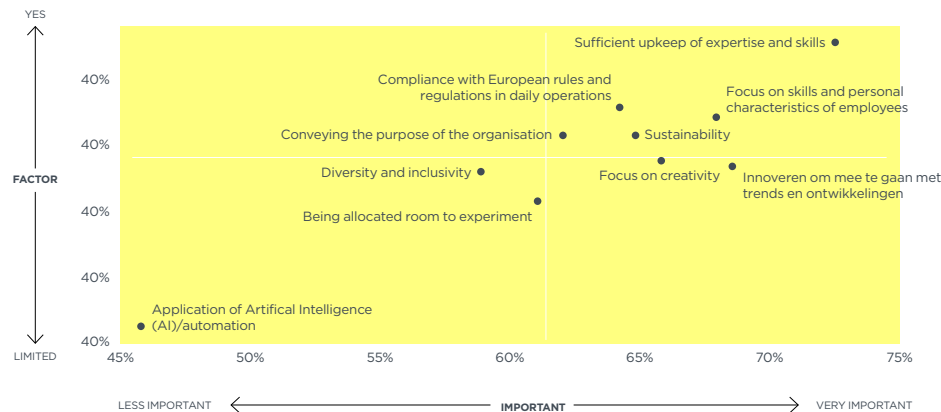 YES
Sufficient upkeep of expertise and skills
40%
Compliance with European rules and
regulations in daily operations
Focus on skills and personal
characteristics of employees
Conveying the purpose of the organisation
Sustainability
40%
FACTOR
Diversity and inclusivity
Focus on creativity
Innoveren om mee te gaan met
trends en ontwikkelingen
40%
Being allocated room to experiment
40%
Application of Artifical Intelligence
(AI)/automation
40%
LIMITED
45% 50% 55% 60% 65% 70% 75%
LESS IMPORTANT IMPORTANT VERY IMPORTANT